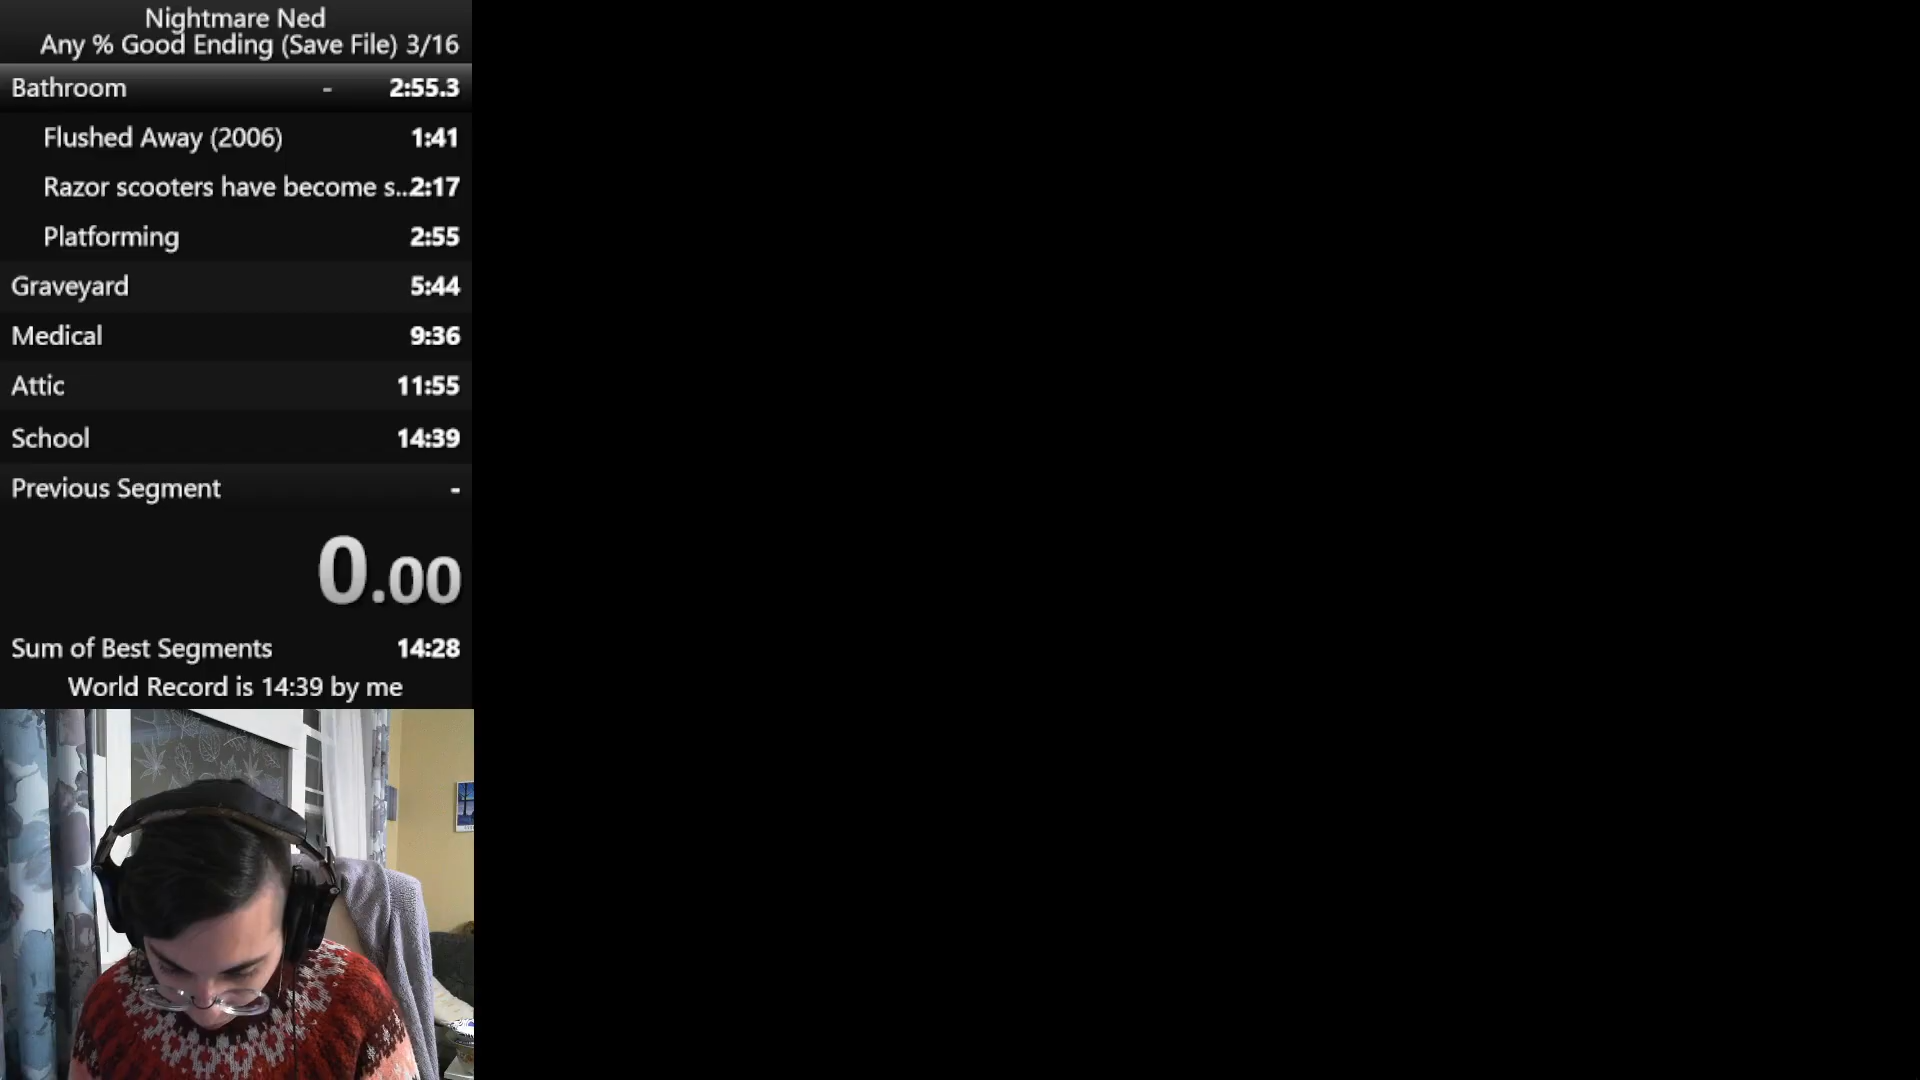 Nightmare Ned
Any % Good Ending (Save File) 3/16
Bathroom - 2:55.3
Flushed Away (2006) 1:41
Razor scooters have become s.. 2:17
Platforming 2:55
Graveyard 5:44
Medical 9:36
Attic 11:55
School 14:39
Previous Segment -
0.00
Sum of Best Segments 14:28
World Record is 14:39 by me